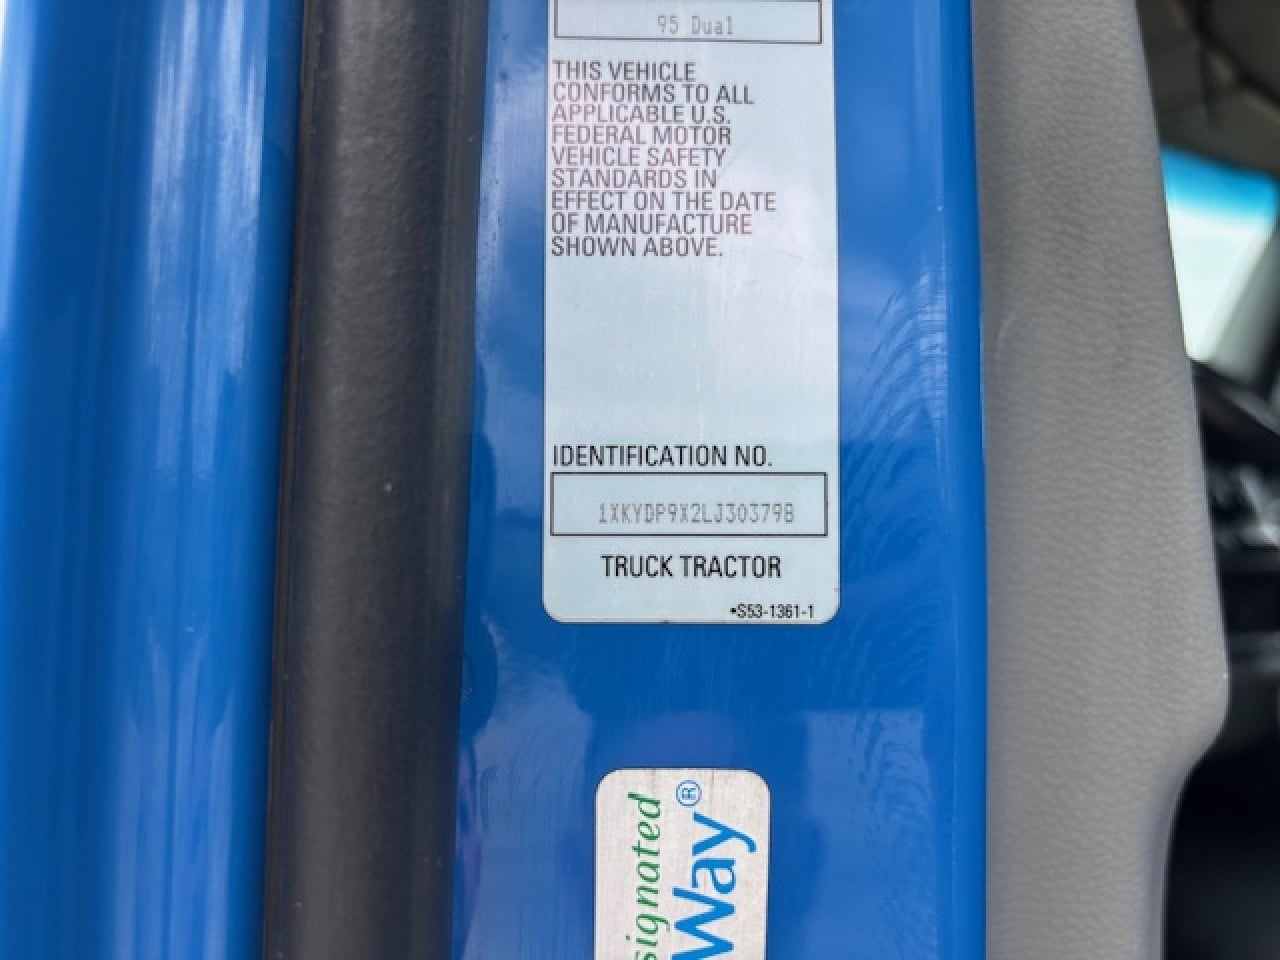 95 Dual
THIS VEHICLE
CONFORMS TO ALL
APPLICABLE U.S.
FEDERAL MOTOR
VEHICLE SAFETY
STANDARDS IN
EFFECT ON THE DATE
OF MANUFACTURE
SHOWN ABOVE.
IDENTIFICATION NO.
1XKYDP9X2LJ303798
TRUCK TRACTOR
•S53-1361-1
signated
Way®